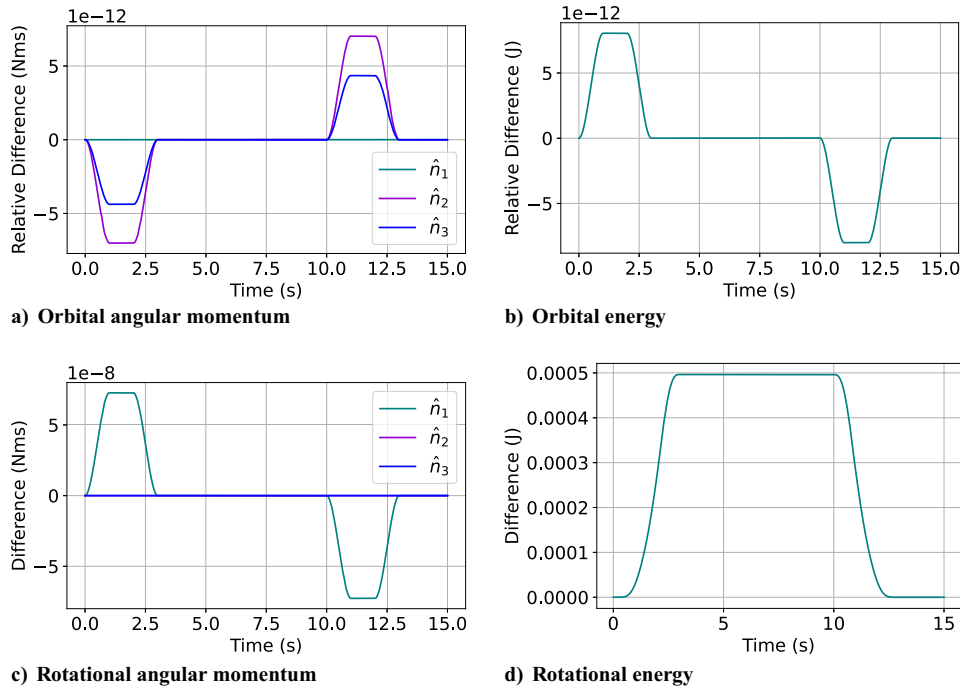 1e−12
Relative Difference (Nms)
5
0
−5
n̂1
n̂2
n̂3
0.0 2.5 5.0 7.5 10.0 12.5 15.0
Time (s)
a) Orbital angular momentum
1e−12
Relative Difference (J)
5
0
−5
0.0 2.5 5.0 7.5 10.0 12.5 15.0
Time (s)
b) Orbital energy
1e−8
Difference (Nms)
5
0
−5
n̂1
n̂2
n̂3
0.0 2.5 5.0 7.5 10.0 12.5 15.0
Time (s)
c) Rotational angular momentum
Difference (J)
0.0005
0.0004
0.0003
0.0002
0.0001
0.0000
0 5 10 15
Time (s)
d) Rotational energy